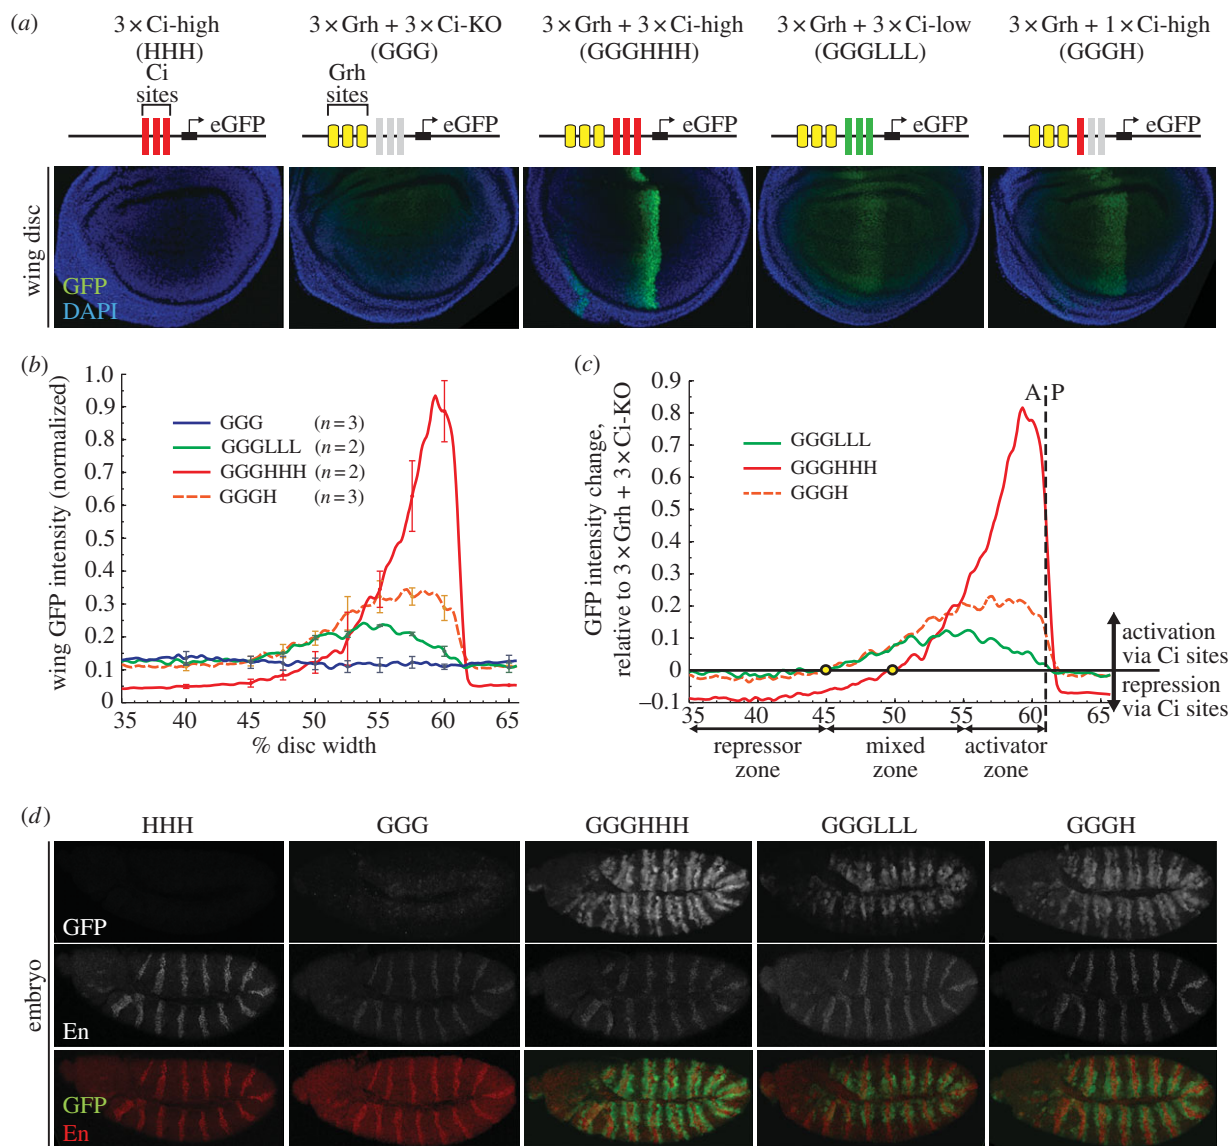 (a)
3 × Ci-high
(HHH)
3 × Grh + 3 × Ci-KO
(GGG)
3 × Grh + 3 × Ci-high
(GGGHHH)
3 × Grh + 3 × Ci-low
(GGGLLL)
3 × Grh + 1 × Ci-high
(GGGH)
Ci
sites
Grh
sites
eGFP
eGFP
eGFP
eGFP
eGFP
wing disc
GFP
DAPI
(b)
wing GFP intensity (normalized)
1.0
0.9
0.8
0.7
0.6
0.5
0.4
0.3
0.2
0.1
0
GGG (n = 3)
GGGLLL (n = 2)
GGGHHH (n = 2)
GGGH (n = 3)
35 40 45 50 55 60 65
% disc width
(c)
GFP intensity change,
relative to 3 × Grh + 3 × Ci-KO
0.9
0.8
0.7
0.6
0.5
0.4
0.3
0.2
0.1
0
−0.1
A P
GGGLLL
GGGHHH
GGGH
activation
via Ci sites
repression
via Ci sites
35 40 45 50 55 60 65
repressor
zone
mixed
zone
activator
zone
(d)
HHH GGG GGGHHH GGGLLL GGGH
embryo
GFP
En
GFP
En